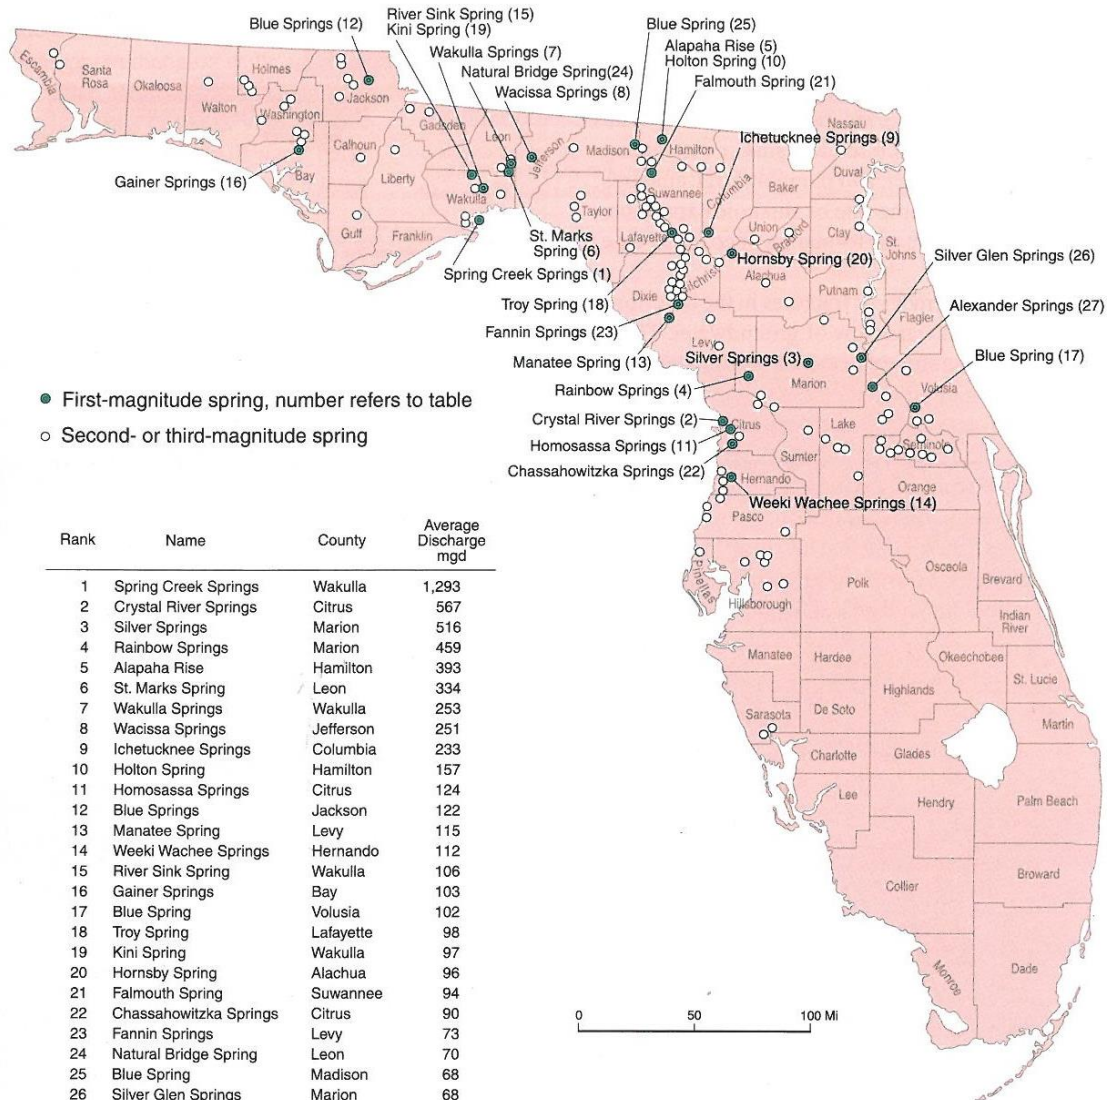 Blue Springs (12)
River Sink Spring (15)
Kini Spring (19)
Wakulla Springs (7)
Natural Bridge Spring(24)
Wacissa Springs (8)
Blue Spring (25)
Alapaha Rise (5)
Holton Spring (10)
Falmouth Spring (21)
Ichetucknee Springs (9)
Gainer Springs (16)
St. Marks
Spring (6)
Spring Creek Springs (1)
Troy Spring (18)
Fannin Springs (23)
Manatee Spring (13)
Hornsby Spring (20)
Silver Glen Springs (26)
Alexander Springs (27)
Blue Spring (17)
Silver Springs (3)
Rainbow Springs (4)
Crystal River Springs (2)
Homosassa Springs (11)
Chassahowitzka Springs (22)
Weeki Wachee Springs (14)
Escambia
Santa
Rosa
Okaloosa
Walton
Holmes
Washington
Jackson
Bay
Calhoun
Gulf
Gadsden
Liberty
Franklin
Leon
Wakulla
Jefferson
Madison
Taylor
Hamilton
Suwannee
Lafayette
Dixie
Columbia
Gilchrist
Levy
Baker
Union
Bradford
Alachua
Nassau
Duval
Clay
St.
Johns
Putnam
Flagler
Marion
Volusia
Citrus
Sumter
Lake
Seminole
Orange
Hernando
Pasco
Pinellas
Hillsborough
Polk
Osceola
Brevard
Indian
River
Manatee
Hardee
Okeechobee
St. Lucie
Highlands
Sarasota
De Soto
Martin
Charlotte
Glades
Lee
Hendry
Palm Beach
Collier
Broward
Monroe
Dade
First-magnitude spring, number refers to table
Second- or third-magnitude spring
Rank Name County Average Discharge mgd
1 Spring Creek Springs Wakulla 1,293
2 Crystal River Springs Citrus 567
3 Silver Springs Marion 516
4 Rainbow Springs Marion 459
5 Alapaha Rise Hamilton 393
6 St. Marks Spring Leon 334
7 Wakulla Springs Wakulla 253
8 Wacissa Springs Jefferson 251
9 Ichetucknee Springs Columbia 233
10 Holton Spring Hamilton 157
11 Homosassa Springs Citrus 124
12 Blue Springs Jackson 122
13 Manatee Spring Levy 115
14 Weeki Wachee Springs Hernando 112
15 River Sink Spring Wakulla 106
16 Gainer Springs Bay 103
17 Blue Spring Volusia 102
18 Troy Spring Lafayette 98
19 Kini Spring Wakulla 97
20 Hornsby Spring Alachua 96
21 Falmouth Spring Suwannee 94
22 Chassahowitzka Springs Citrus 90
23 Fannin Springs Levy 73
24 Natural Bridge Spring Leon 70
25 Blue Spring Madison 68
26 Silver Glen Springs Marion 68
0 50 100 Mi